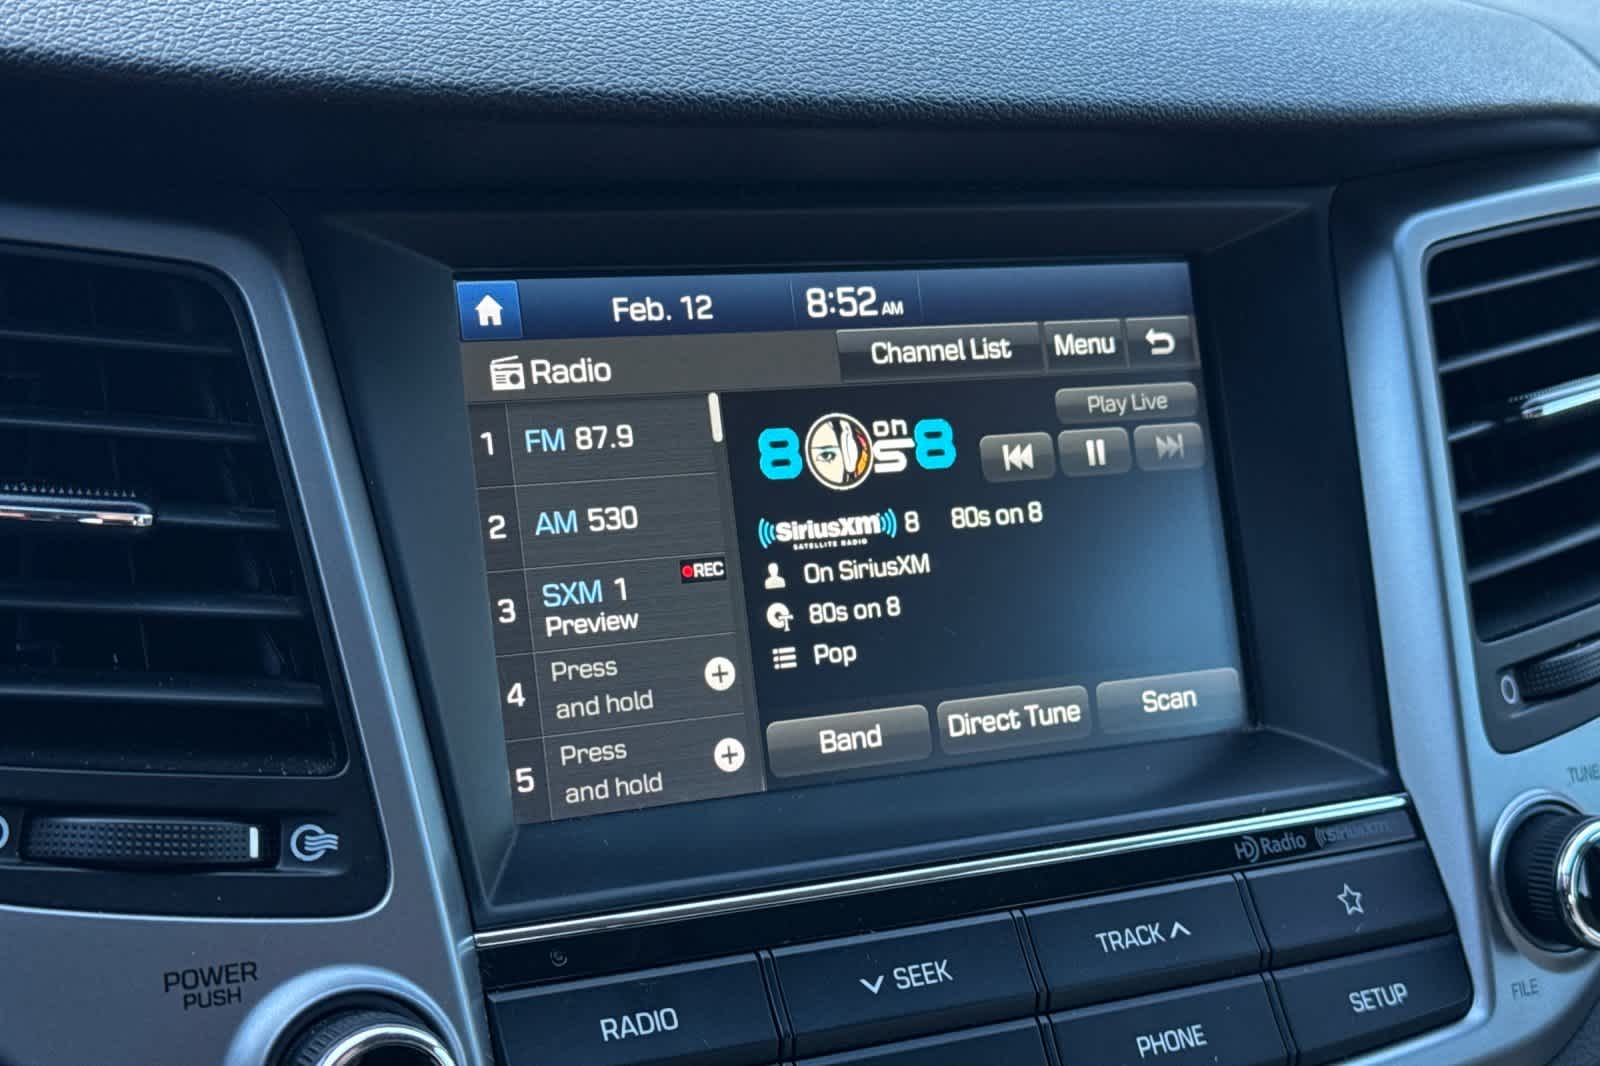 Feb. 12 8:52 AM
Radio
Channel List Menu
Play Live
1 FM 87.9
2 AM 530
3 SXM 1 REC
Preview
4 Press
and hold
5 Press
and hold
80s on 8
SiriusXM 8 80s on 8
SATELLITE RADIO
On SiriusXM
80s on 8
Pop
Band Direct Tune Scan
HD Radio SiriusXM
POWER
PUSH
RADIO SEEK TRACK
PHONE SETUP
TUNE
FILE